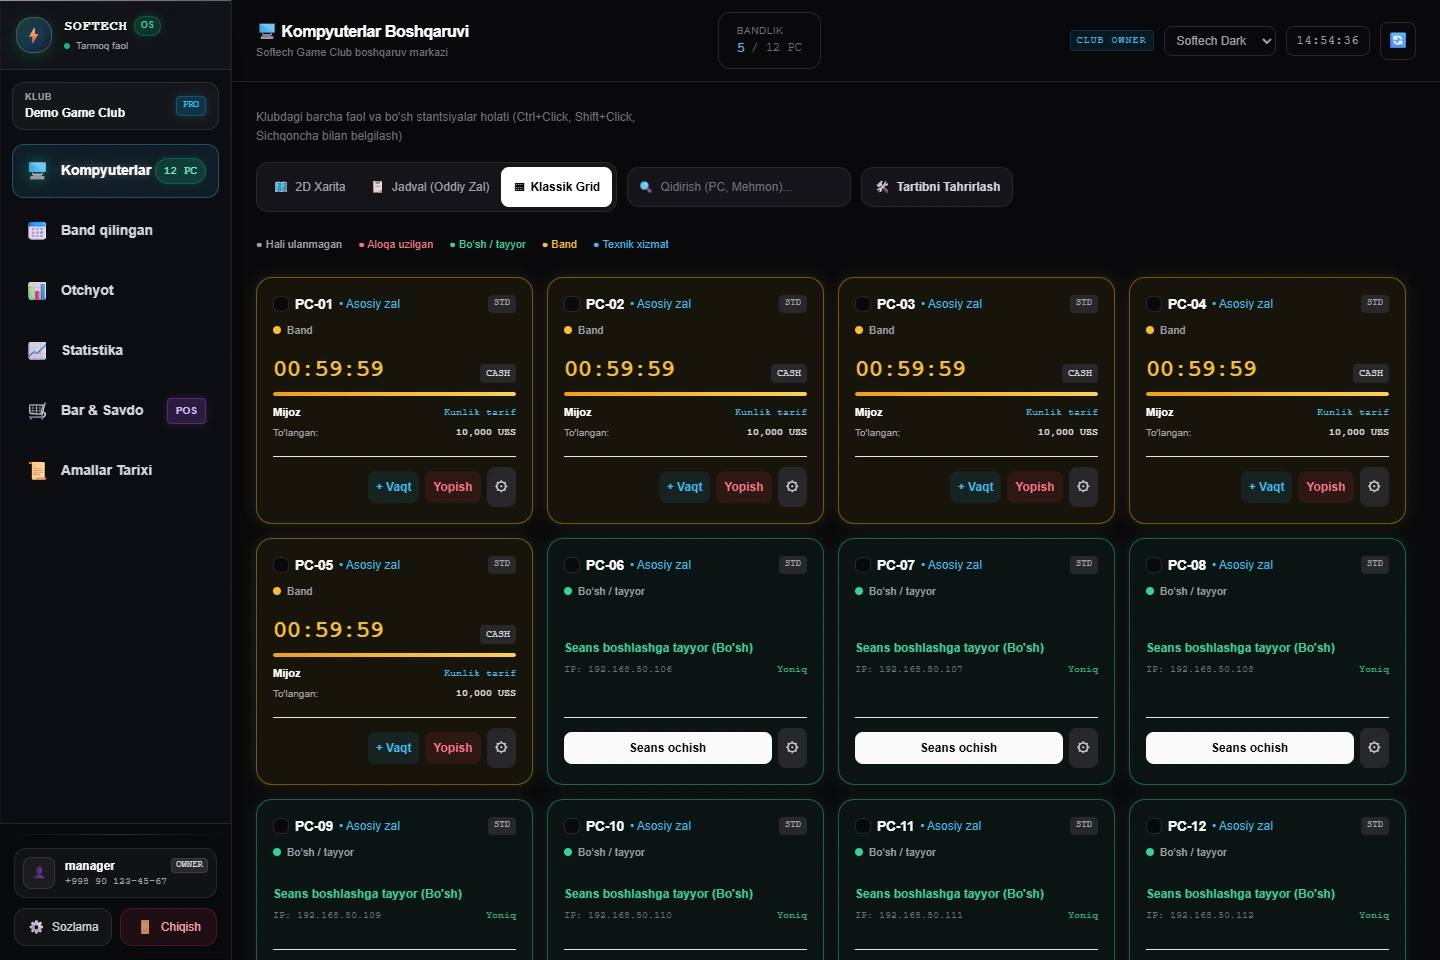 SOFTECH OS
Tarmoq faol
KLUB
Demo Game Club
PRO
Kompyuterlar 12 PC
Band qilingan
Otchyot
Statistika
Bar & Savdo POS
Amallar Tarixi
manager OWNER
+998 90 123-45-67
Sozlama
Chiqish
Kompyuterlar Boshqaruvi
Softech Game Club boshqaruv markazi
BANDLIK
5 / 12 PC
CLUB OWNER
Softech Dark
14:54:36
Klubdagi barcha faol va bo'sh stantsiyalar holati (Ctrl+Click, Shift+Click,
Sichqoncha bilan belgilash)
2D Xarita
Jadval (Oddiy Zal)
Klassik Grid
Qidirish (PC, Mehmon)...
Tartibni Tahrirlash
• Hali ulanmagan • Aloqa uzilgan • Bo'sh / tayyor • Band • Texnik xizmat
PC-01 • Asosiy zal STD
Band
00:59:59 CASH
Mijoz Kunlik tarif
To'langan: 10,000 UZS
+ Vaqt Yopish
PC-02 • Asosiy zal STD
Band
00:59:59 CASH
Mijoz Kunlik tarif
To'langan: 10,000 UZS
+ Vaqt Yopish
PC-03 • Asosiy zal STD
Band
00:59:59 CASH
Mijoz Kunlik tarif
To'langan: 10,000 UZS
+ Vaqt Yopish
PC-04 • Asosiy zal STD
Band
00:59:59 CASH
Mijoz Kunlik tarif
To'langan: 10,000 UZS
+ Vaqt Yopish
PC-05 • Asosiy zal STD
Band
00:59:59 CASH
Mijoz Kunlik tarif
To'langan: 10,000 UZS
+ Vaqt Yopish
PC-06 • Asosiy zal STD
Bo'sh / tayyor
Seans boshlashga tayyor (Bo'sh)
IP: 192.168.50.106 Yoniq
Seans ochish
PC-07 • Asosiy zal STD
Bo'sh / tayyor
Seans boshlashga tayyor (Bo'sh)
IP: 192.168.50.107 Yoniq
Seans ochish
PC-08 • Asosiy zal STD
Bo'sh / tayyor
Seans boshlashga tayyor (Bo'sh)
IP: 192.168.50.108 Yoniq
Seans ochish
PC-09 • Asosiy zal STD
Bo'sh / tayyor
Seans boshlashga tayyor (Bo'sh)
IP: 192.168.50.109 Yoniq
PC-10 • Asosiy zal STD
Bo'sh / tayyor
Seans boshlashga tayyor (Bo'sh)
IP: 192.168.50.110 Yoniq
PC-11 • Asosiy zal STD
Bo'sh / tayyor
Seans boshlashga tayyor (Bo'sh)
IP: 192.168.50.111 Yoniq
PC-12 • Asosiy zal STD
Bo'sh / tayyor
Seans boshlashga tayyor (Bo'sh)
IP: 192.168.50.112 Yoniq